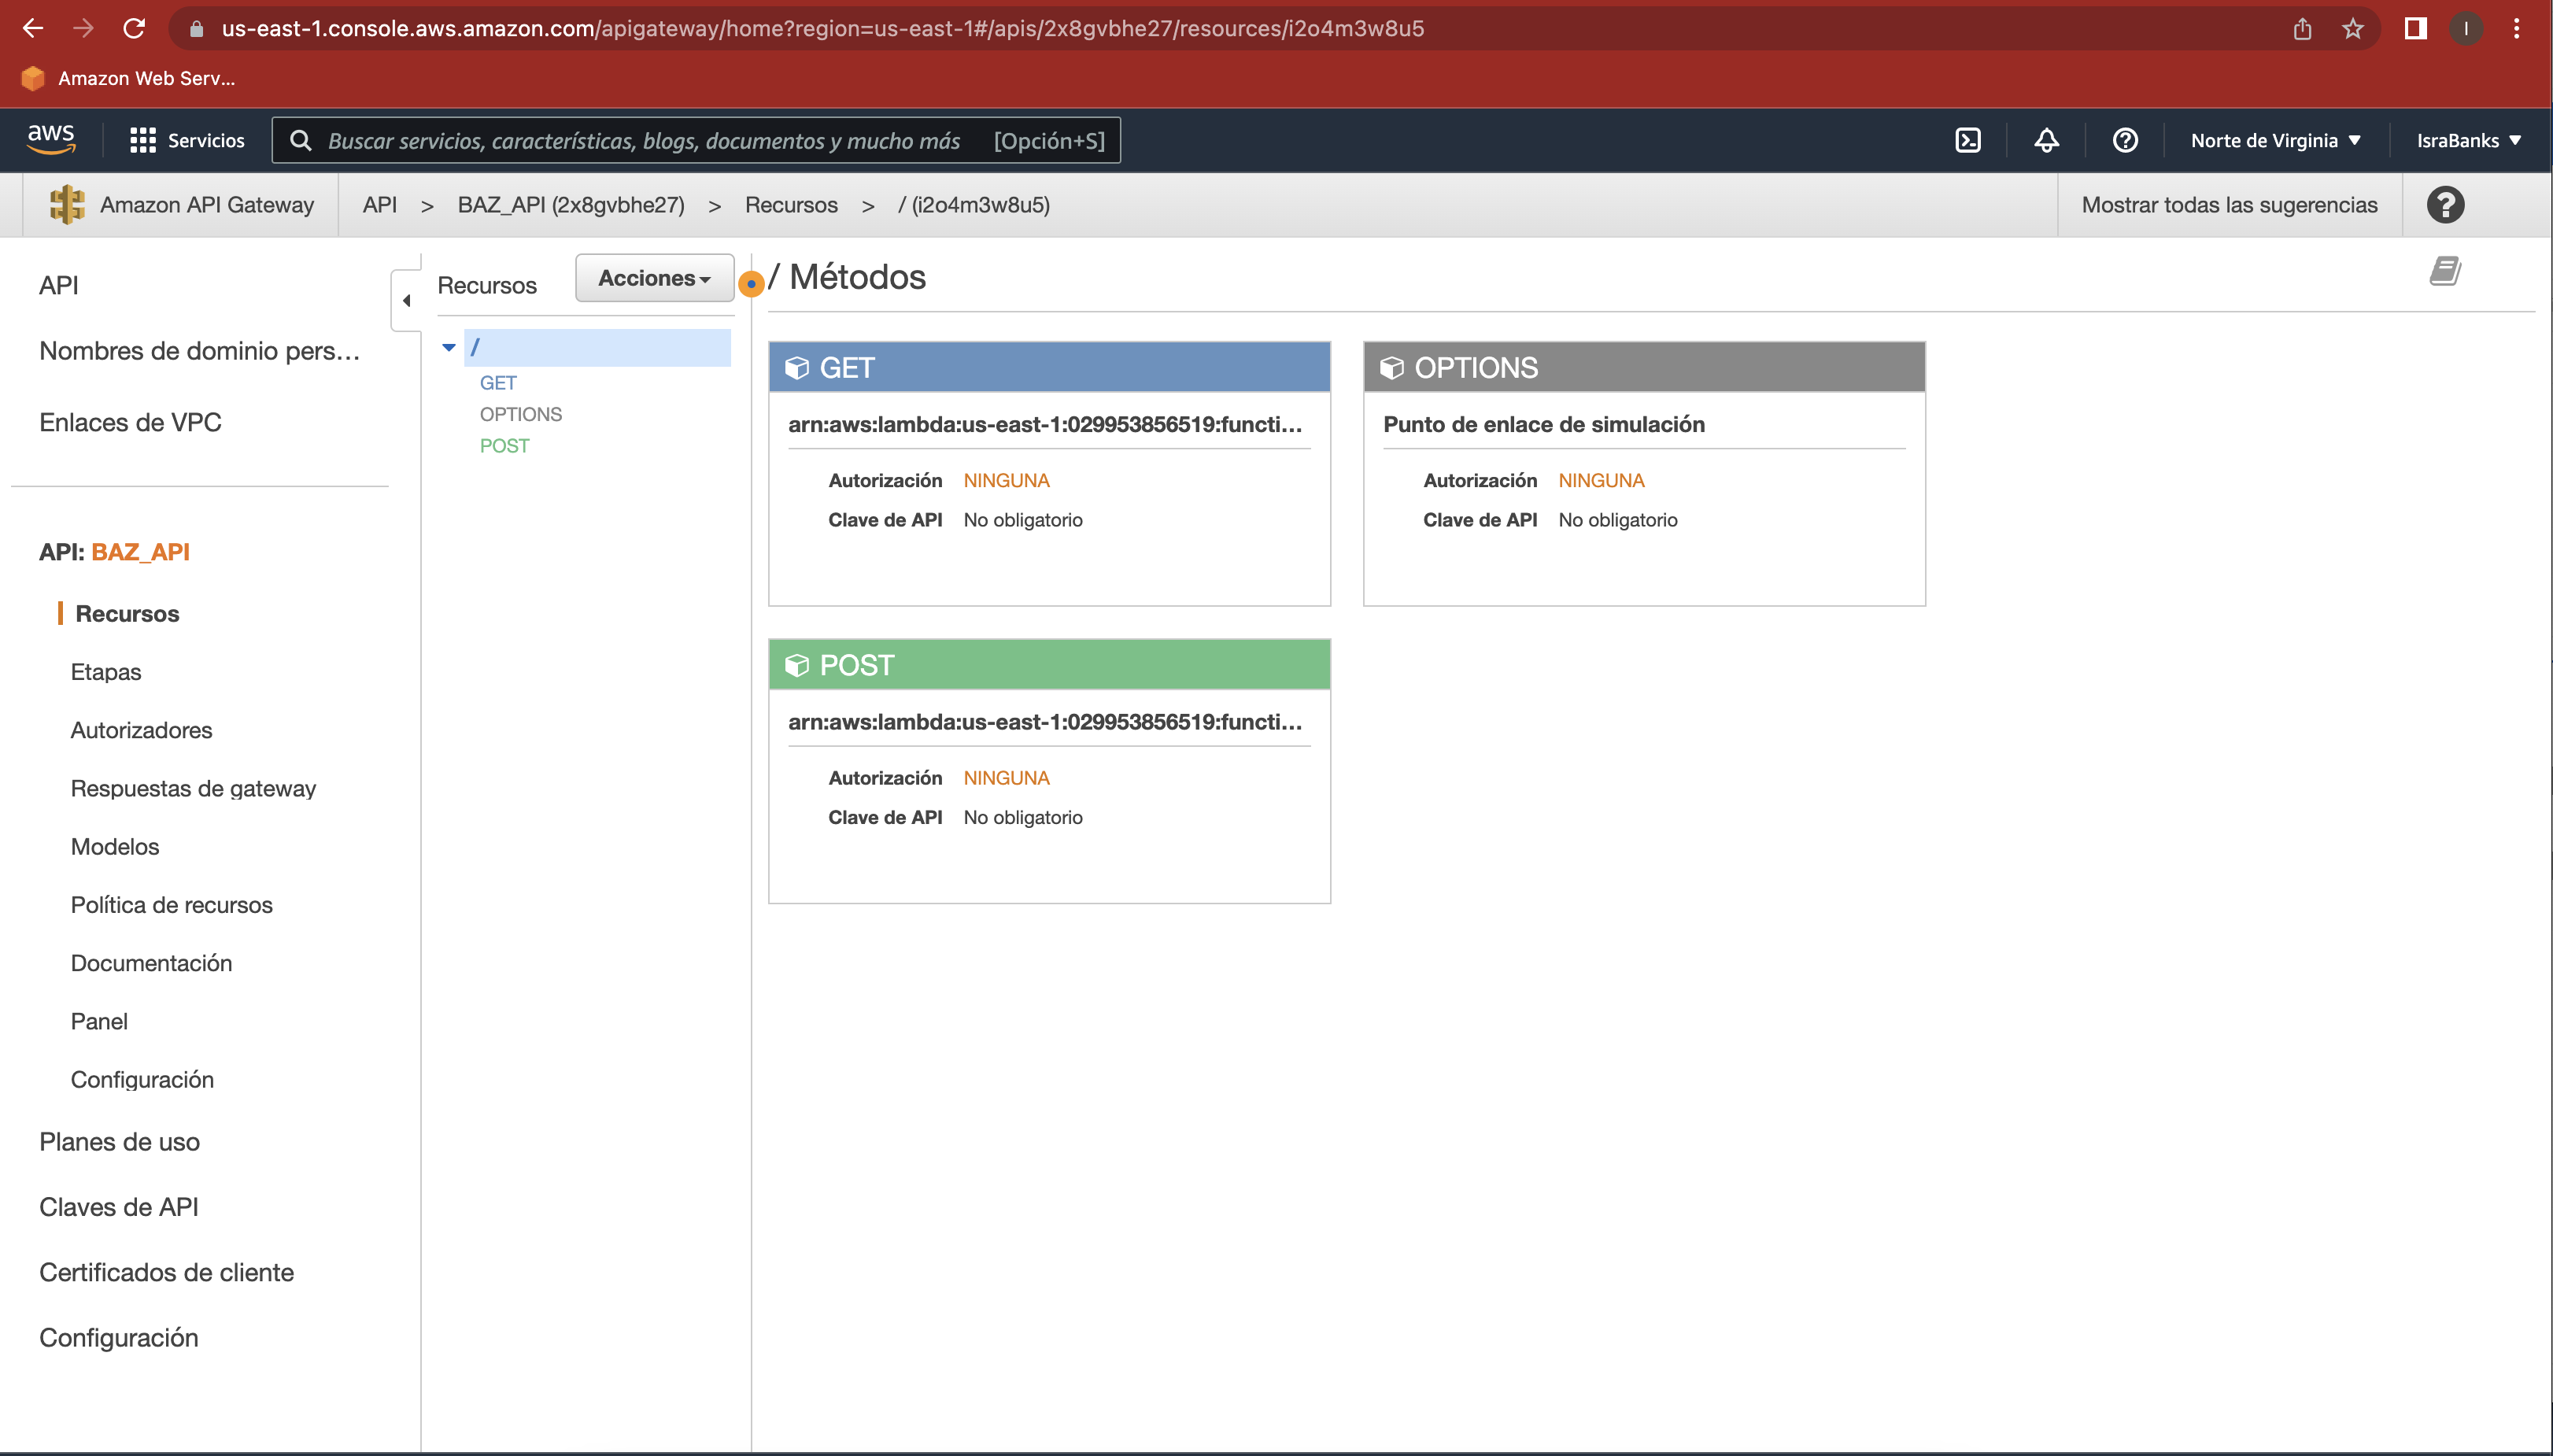 us-east-1.console.aws.amazon.com/apigateway/home?region=us-east-1#/apis/2x8gvbhe27/resources/i2o4m3w8u5
I
Amazon Web Serv...
aws
Servicios
Buscar servicios, características, blogs, documentos y mucho más [Opción+S]
Norte de Virginia
IsraBanks
Amazon API Gateway
API > BAZ_API (2x8gvbhe27) > Recursos > / (i2o4m3w8u5)
Mostrar todas las sugerencias
API
Nombres de dominio pers...
Enlaces de VPC
API: BAZ_API
Recursos
Etapas
Autorizadores
Respuestas de gateway
Modelos
Política de recursos
Documentación
Panel
Configuración
Planes de uso
Claves de API
Certificados de cliente
Configuración
Recursos
Acciones
/
GET
OPTIONS
POST
/ Métodos
GET
arn:aws:lambda:us-east-1:029953856519:functi...
Autorización NINGUNA
Clave de API No obligatorio
OPTIONS
Punto de enlace de simulación
Autorización NINGUNA
Clave de API No obligatorio
POST
arn:aws:lambda:us-east-1:029953856519:functi...
Autorización NINGUNA
Clave de API No obligatorio